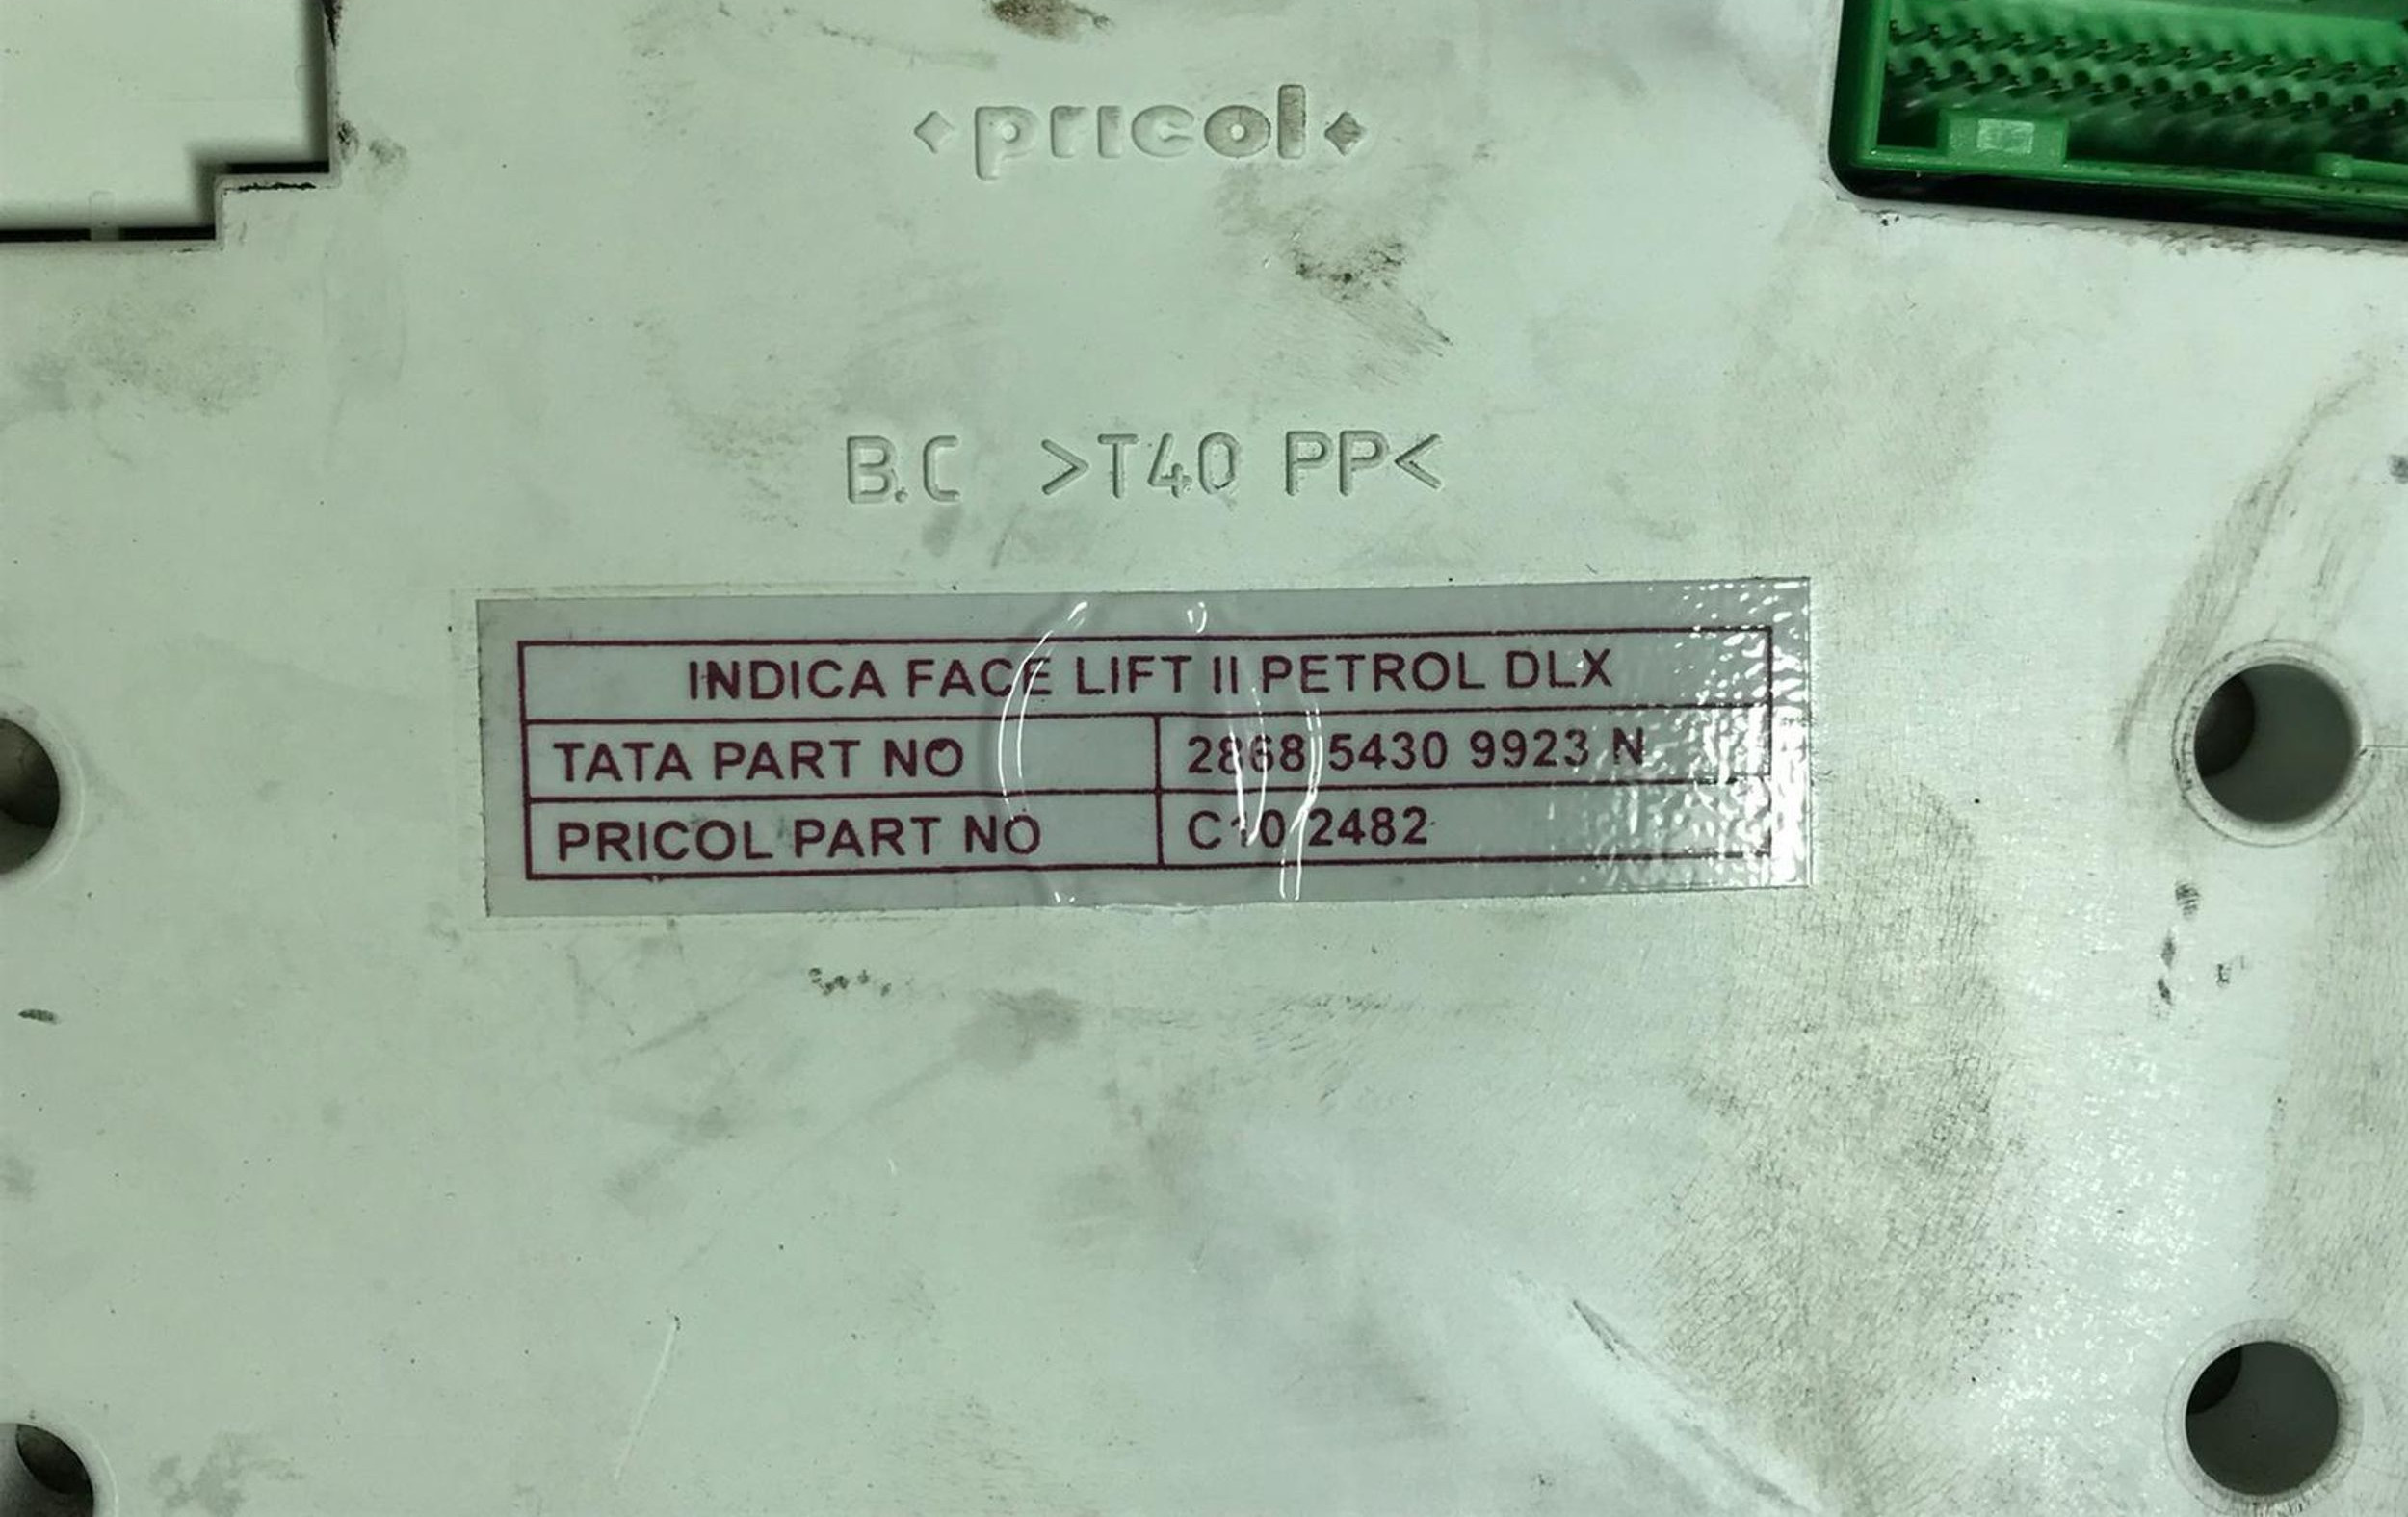 pricol
B.C >T40 PP<
INDICA FACE LIFT II PETROL DLX
TATA PART NO 2868 5430 9923 N
PRICOL PART NO C10 2482